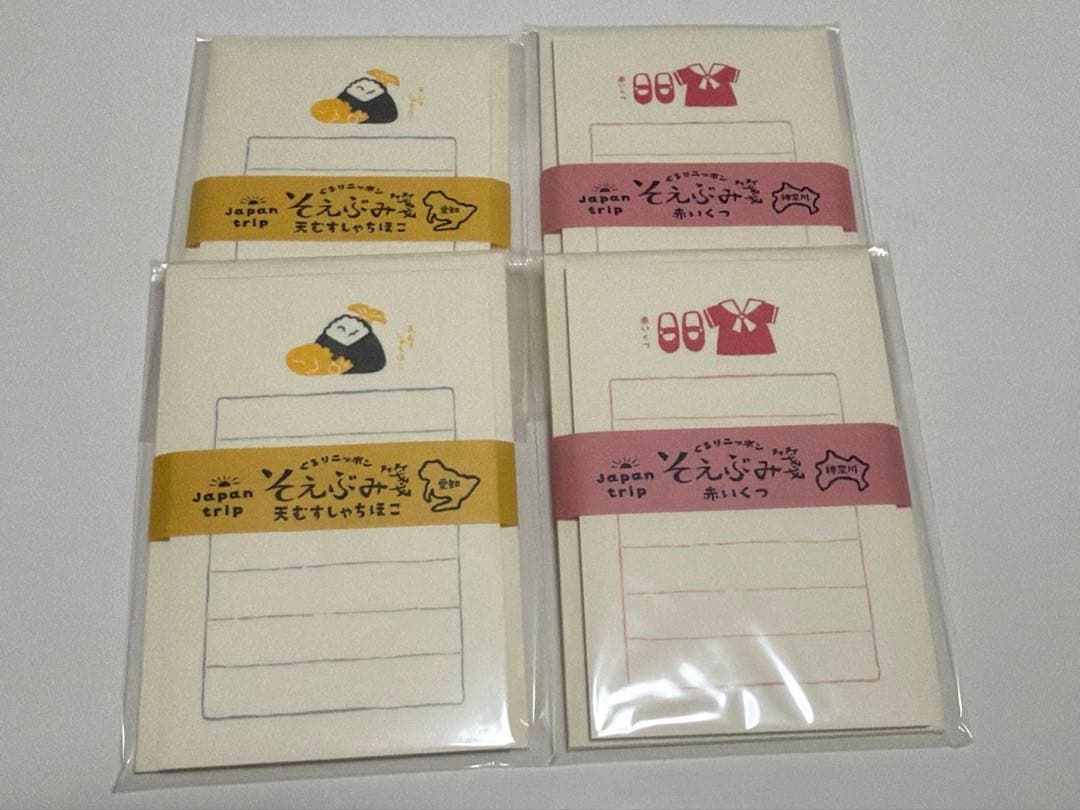 ぐるりニッポン
Japan
trip
そえぶみ箋
天むすしゃちほこ
愛知
赤いくつ
ぐるりニッポン
Japan
trip
そえぶみ箋
赤いくつ
神奈川
ぐるりニッポン
Japan
trip
そえぶみ箋
天むすしゃちほこ
愛知
赤いくつ
ぐるりニッポン
Japan
trip
そえぶみ箋
赤いくつ
神奈川